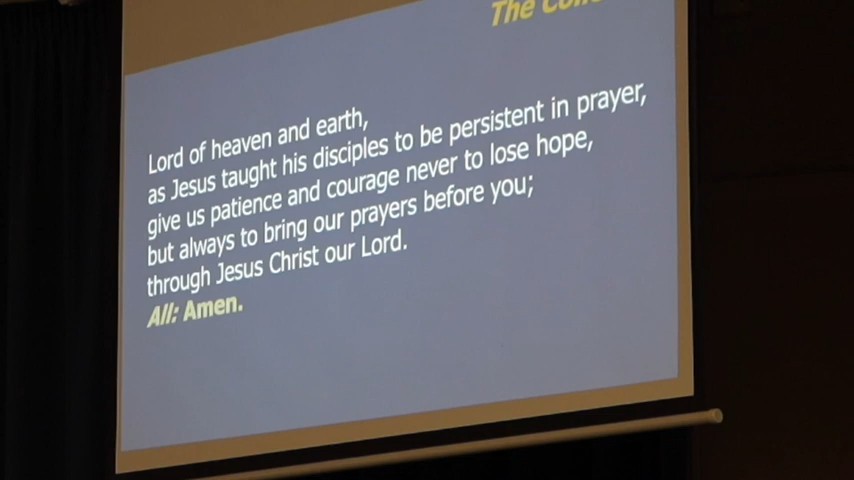 The
Lord of heaven and earth,
as Jesus taught his disciples to be persistent in prayer,
give us patience and courage never to lose hope,
but always to bring our prayers before you;
through Jesus Christ our Lord.
All: Amen.